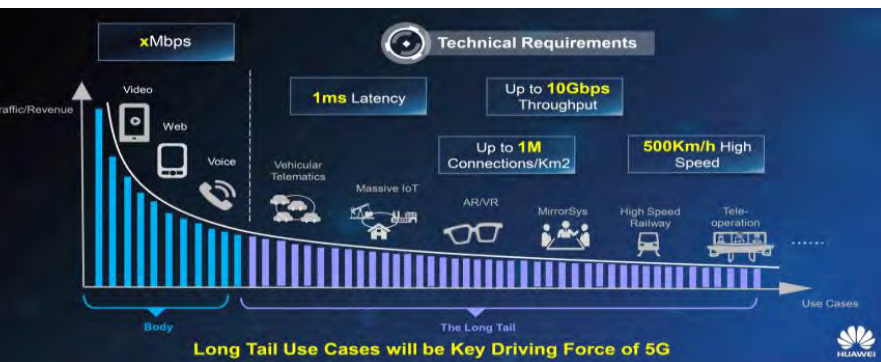 xMbps
Technical Requirements
Video
1ms Latency
Up to 10Gbps
Throughput
raffic/Revenue
Web
Up to 1M
Connections/Km2
500Km/h High
Speed
Voice
Vehicular
Telematics
Massive IoT
AR/VR
MirrorSys
High Speed
Railway
Tele-
operation
Use Cases
Body
The Long Tail
Long Tail Use Cases will be Key Driving Force of 5G
HUAWEI